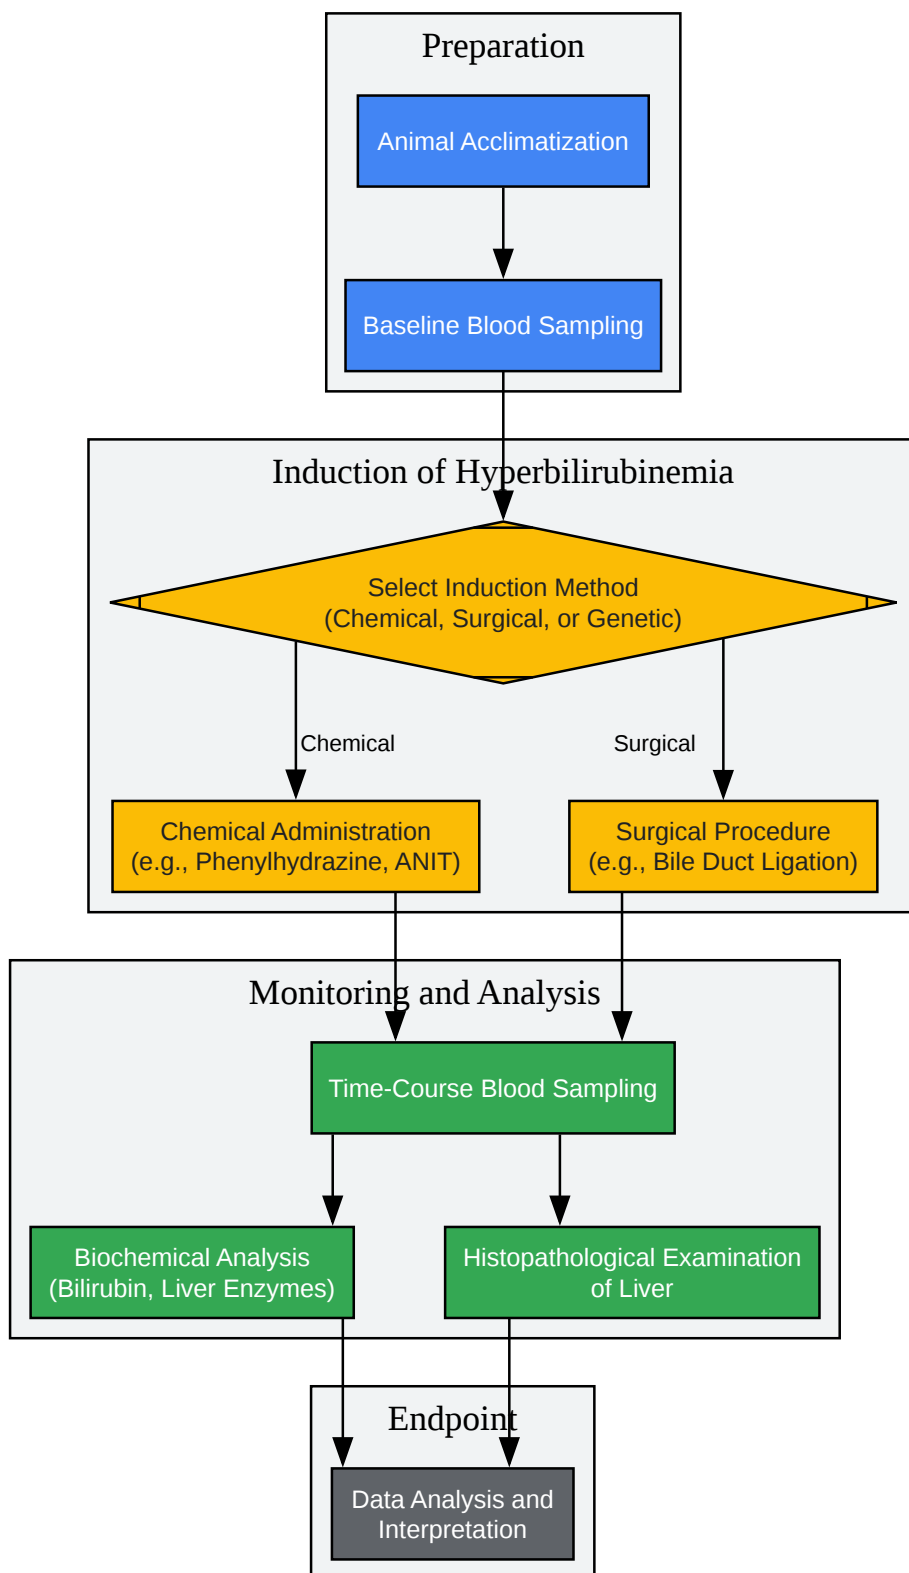 Preparation
Animal Acclimatization
Baseline Blood Sampling
Induction of Hyperbilirubinemia
Select Induction Method
(Chemical, Surgical, or Genetic)
Chemical
Surgical
Chemical Administration
(e.g., Phenylhydrazine, ANIT)
Surgical Procedure
(e.g., Bile Duct Ligation)
Monitoring and Analysis
Time-Course Blood Sampling
Biochemical Analysis
(Bilirubin, Liver Enzymes)
Histopathological Examination
of Liver
Endpoint
Data Analysis and
Interpretation